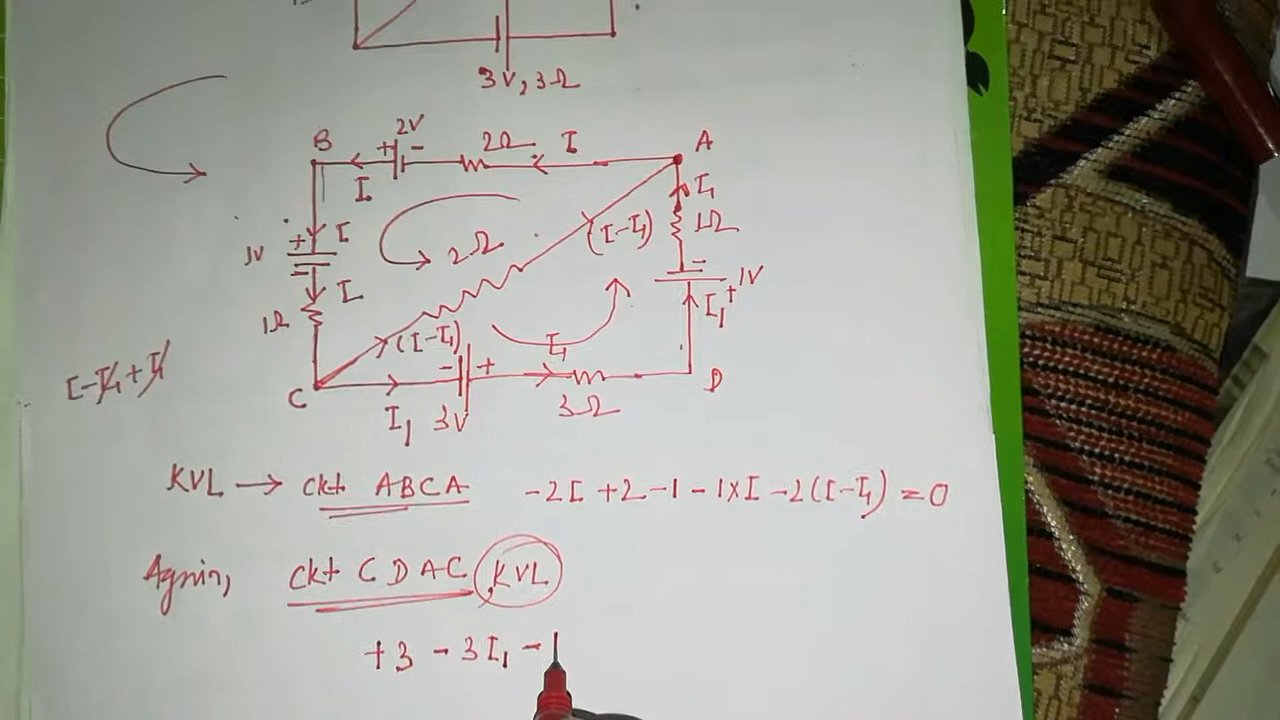 3V, 3Ω
B
2V
+ -
2Ω
I
A
I
I₁
1V
+
-
I
I
1Ω
2Ω
(I-I₁)
1Ω
-
1V
+
I₁
C
(I-I₁)
- +
I₁
D
I₁
3V
3Ω
I-I₁+I₁
KVL → ckt ABCA -2I +2-1-1×I-2(I-I₁)=0
Again, ckt CDAC, KVL
+3 - 3I₁ - 1